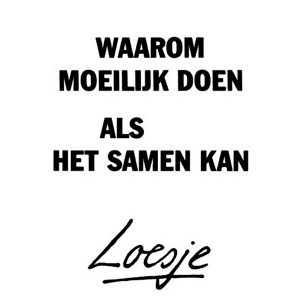 WAAROM
MOEILIJK DOEN
ALS
HET SAMEN KAN
Loesje